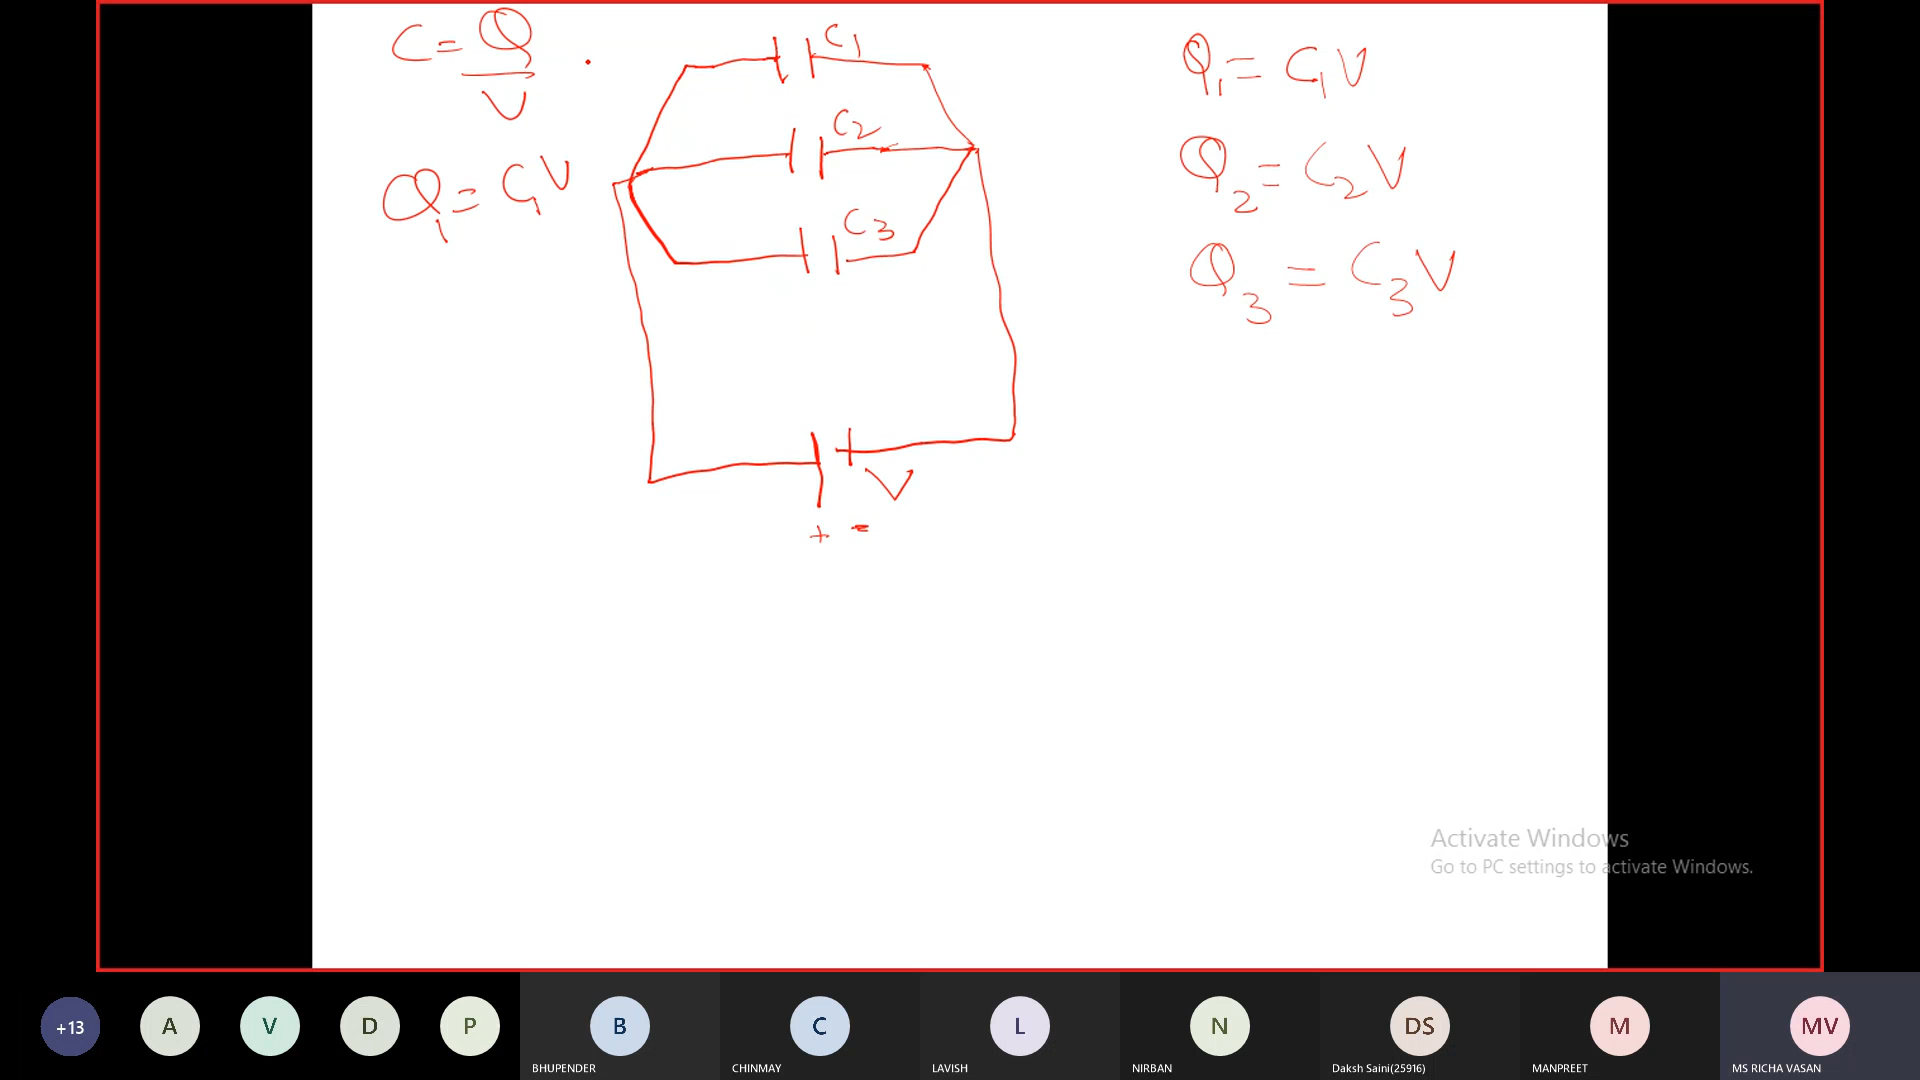 C = Q/V
Q₁ = C₁V
C₁
C₂
C₃
V
+ -
Q₁ = C₁V
Q₂ = C₂V
Q₃ = C₃V
Activate Windows
Go to PC settings to activate Windows.
+13
A
V
D
P
B
BHUPENDER
C
CHINMAY
L
LAVISH
N
NIRBAN
DS
Daksh Saini(25916)
M
MANPREET
MV
MS RICHA VASAN